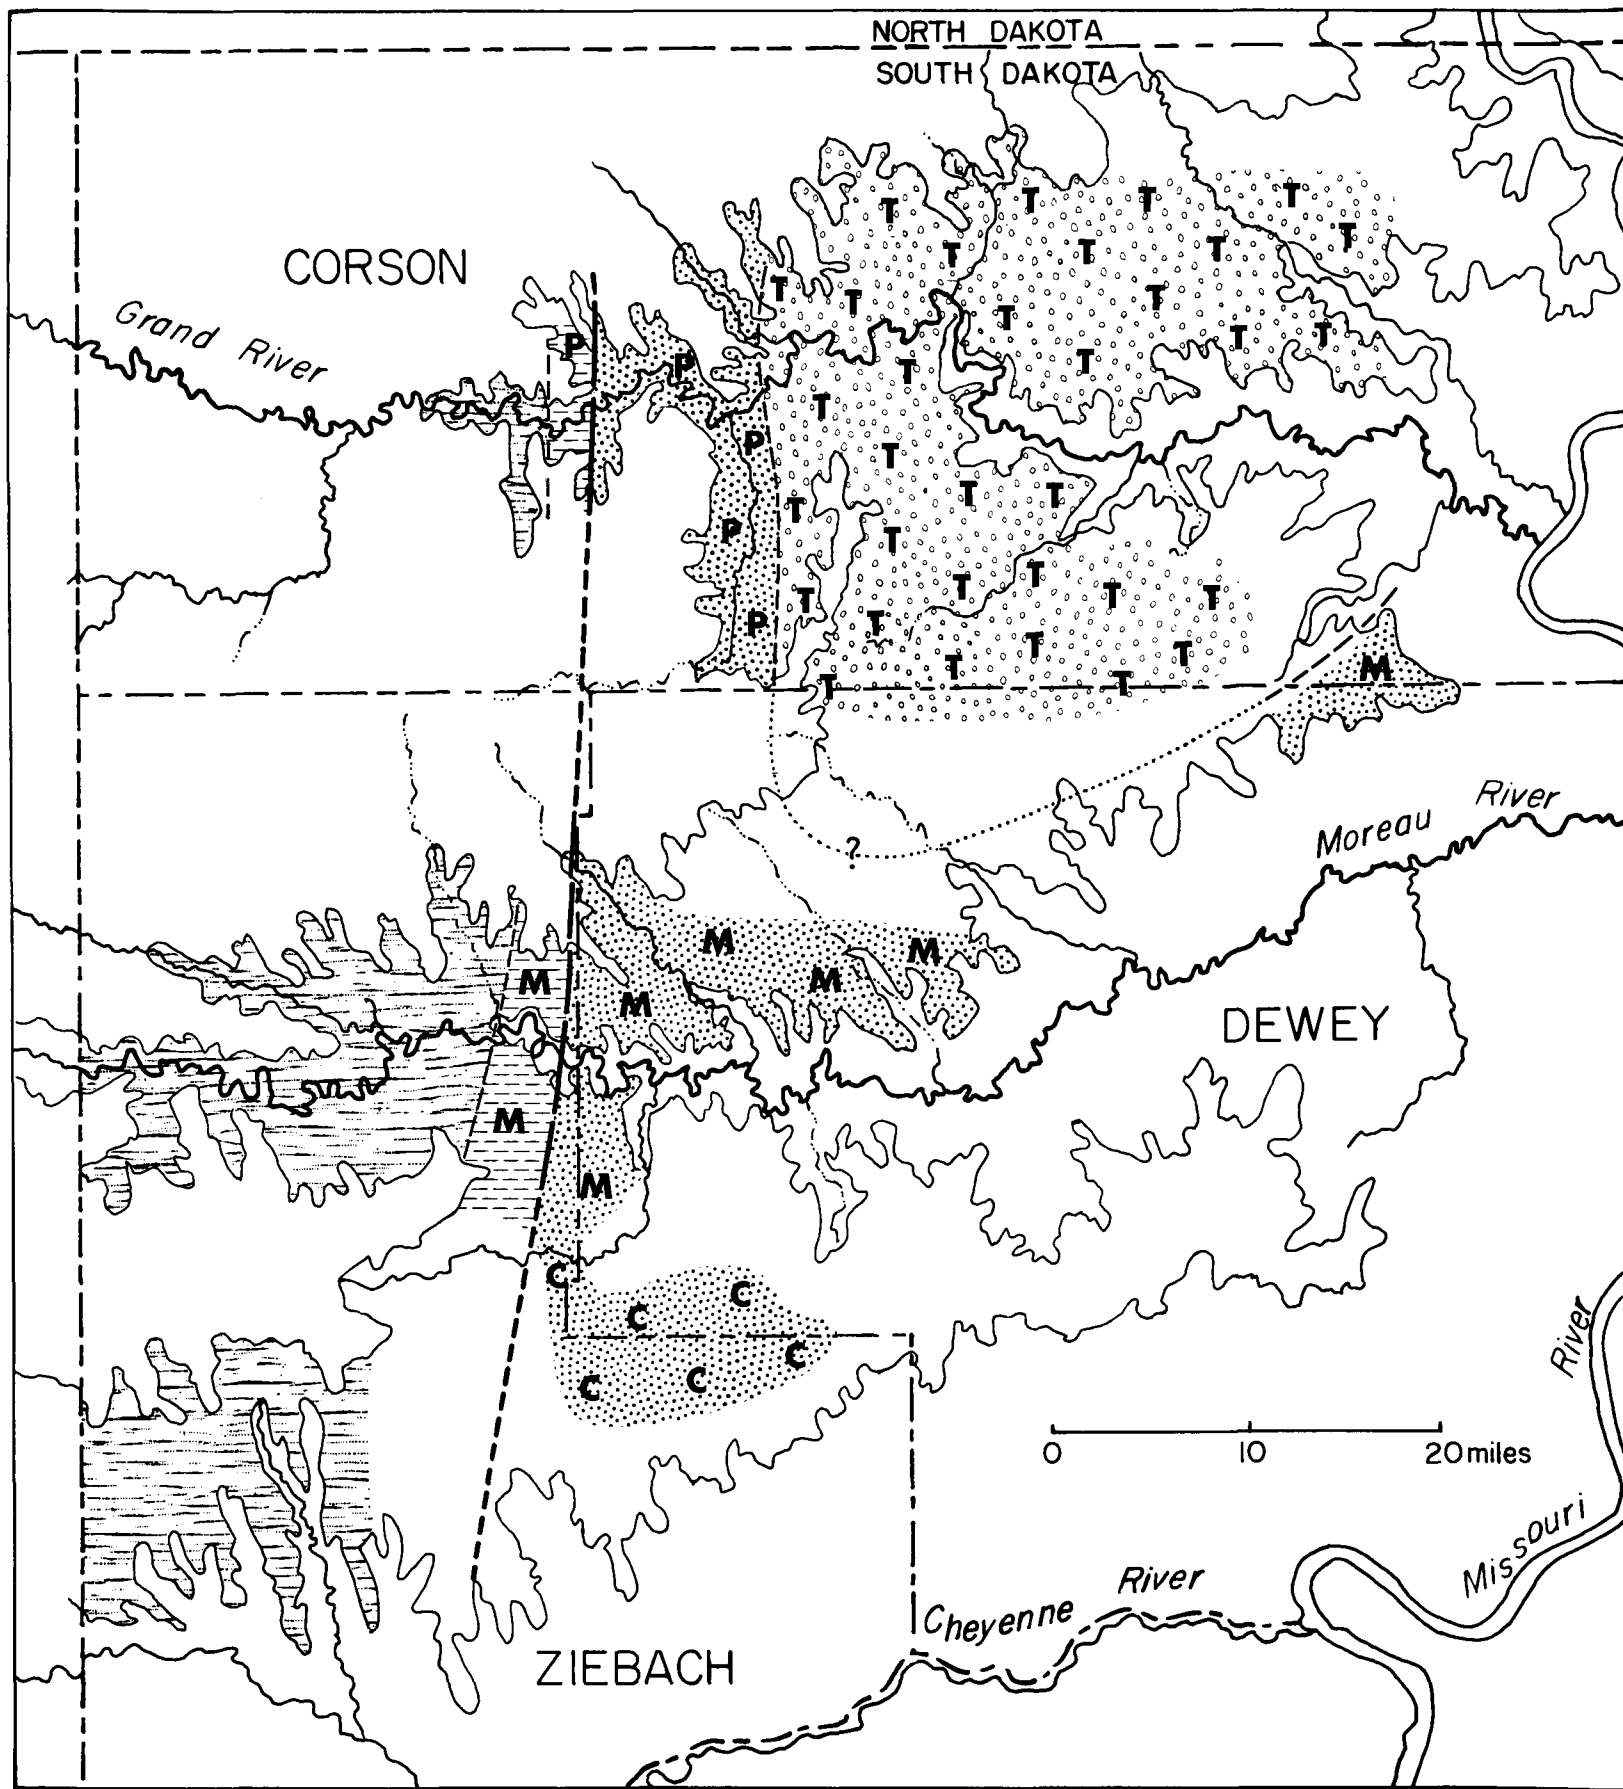 NORTH DAKOTA
SOUTH DAKOTA
T T T T
T T T T T
CORSON
T T T T
Grand River
P P T T T T
T T
P T
T T T
P T
T T T T
P T T T
T T T
M
T T
?
Moreau River
M M
M M
M
DEWEY
M
M
C C
C
C
C C
0 10 20 miles
River
Missouri
River
Cheyenne
ZIEBACH